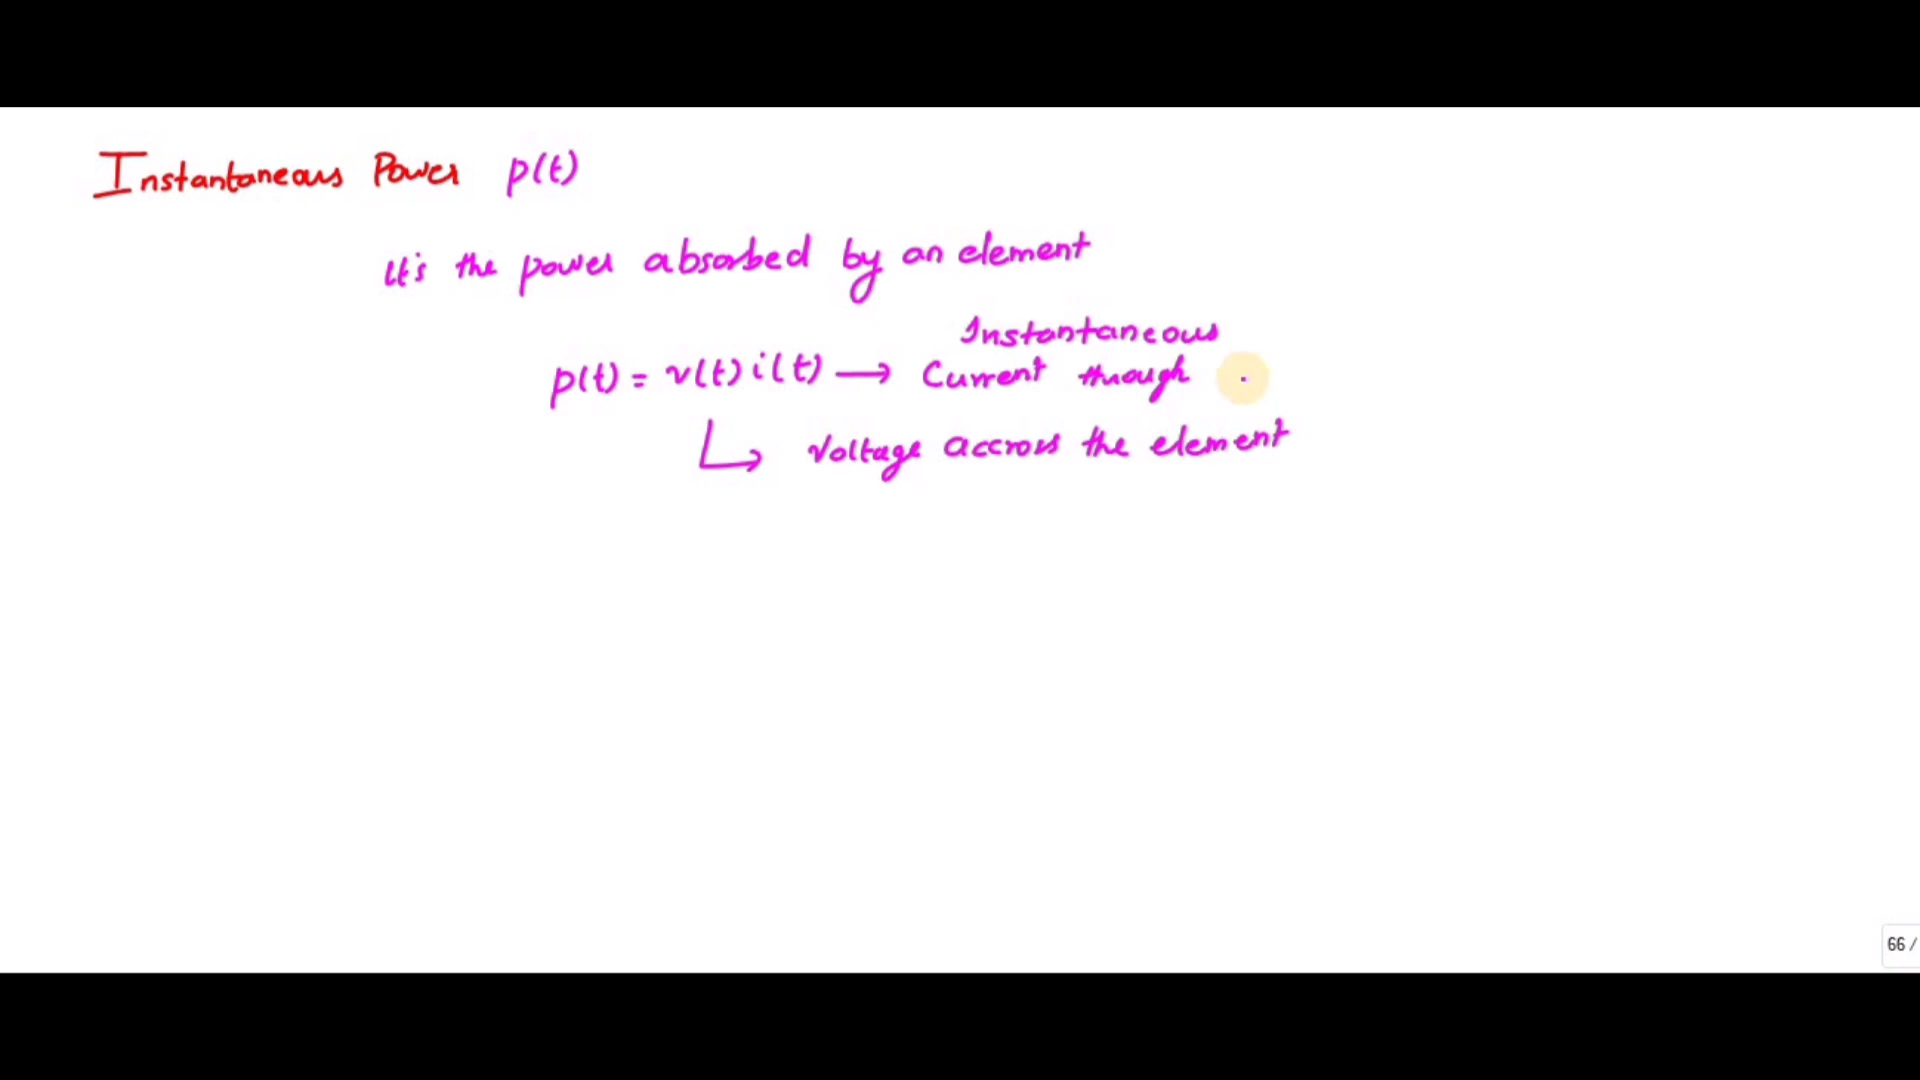 Instantaneous Power p(t)
It's the power absorbed by an element
Instantaneous
p(t) = v(t) i(t) → Current through
↳ Voltage accross the element
66 /